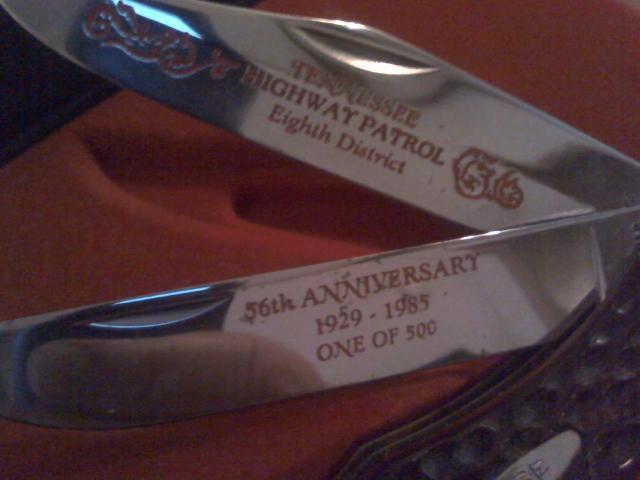 TENNESSEE
HIGHWAY PATROL
Eighth District
56th ANNIVERSARY
1929 - 1985
ONE OF 500